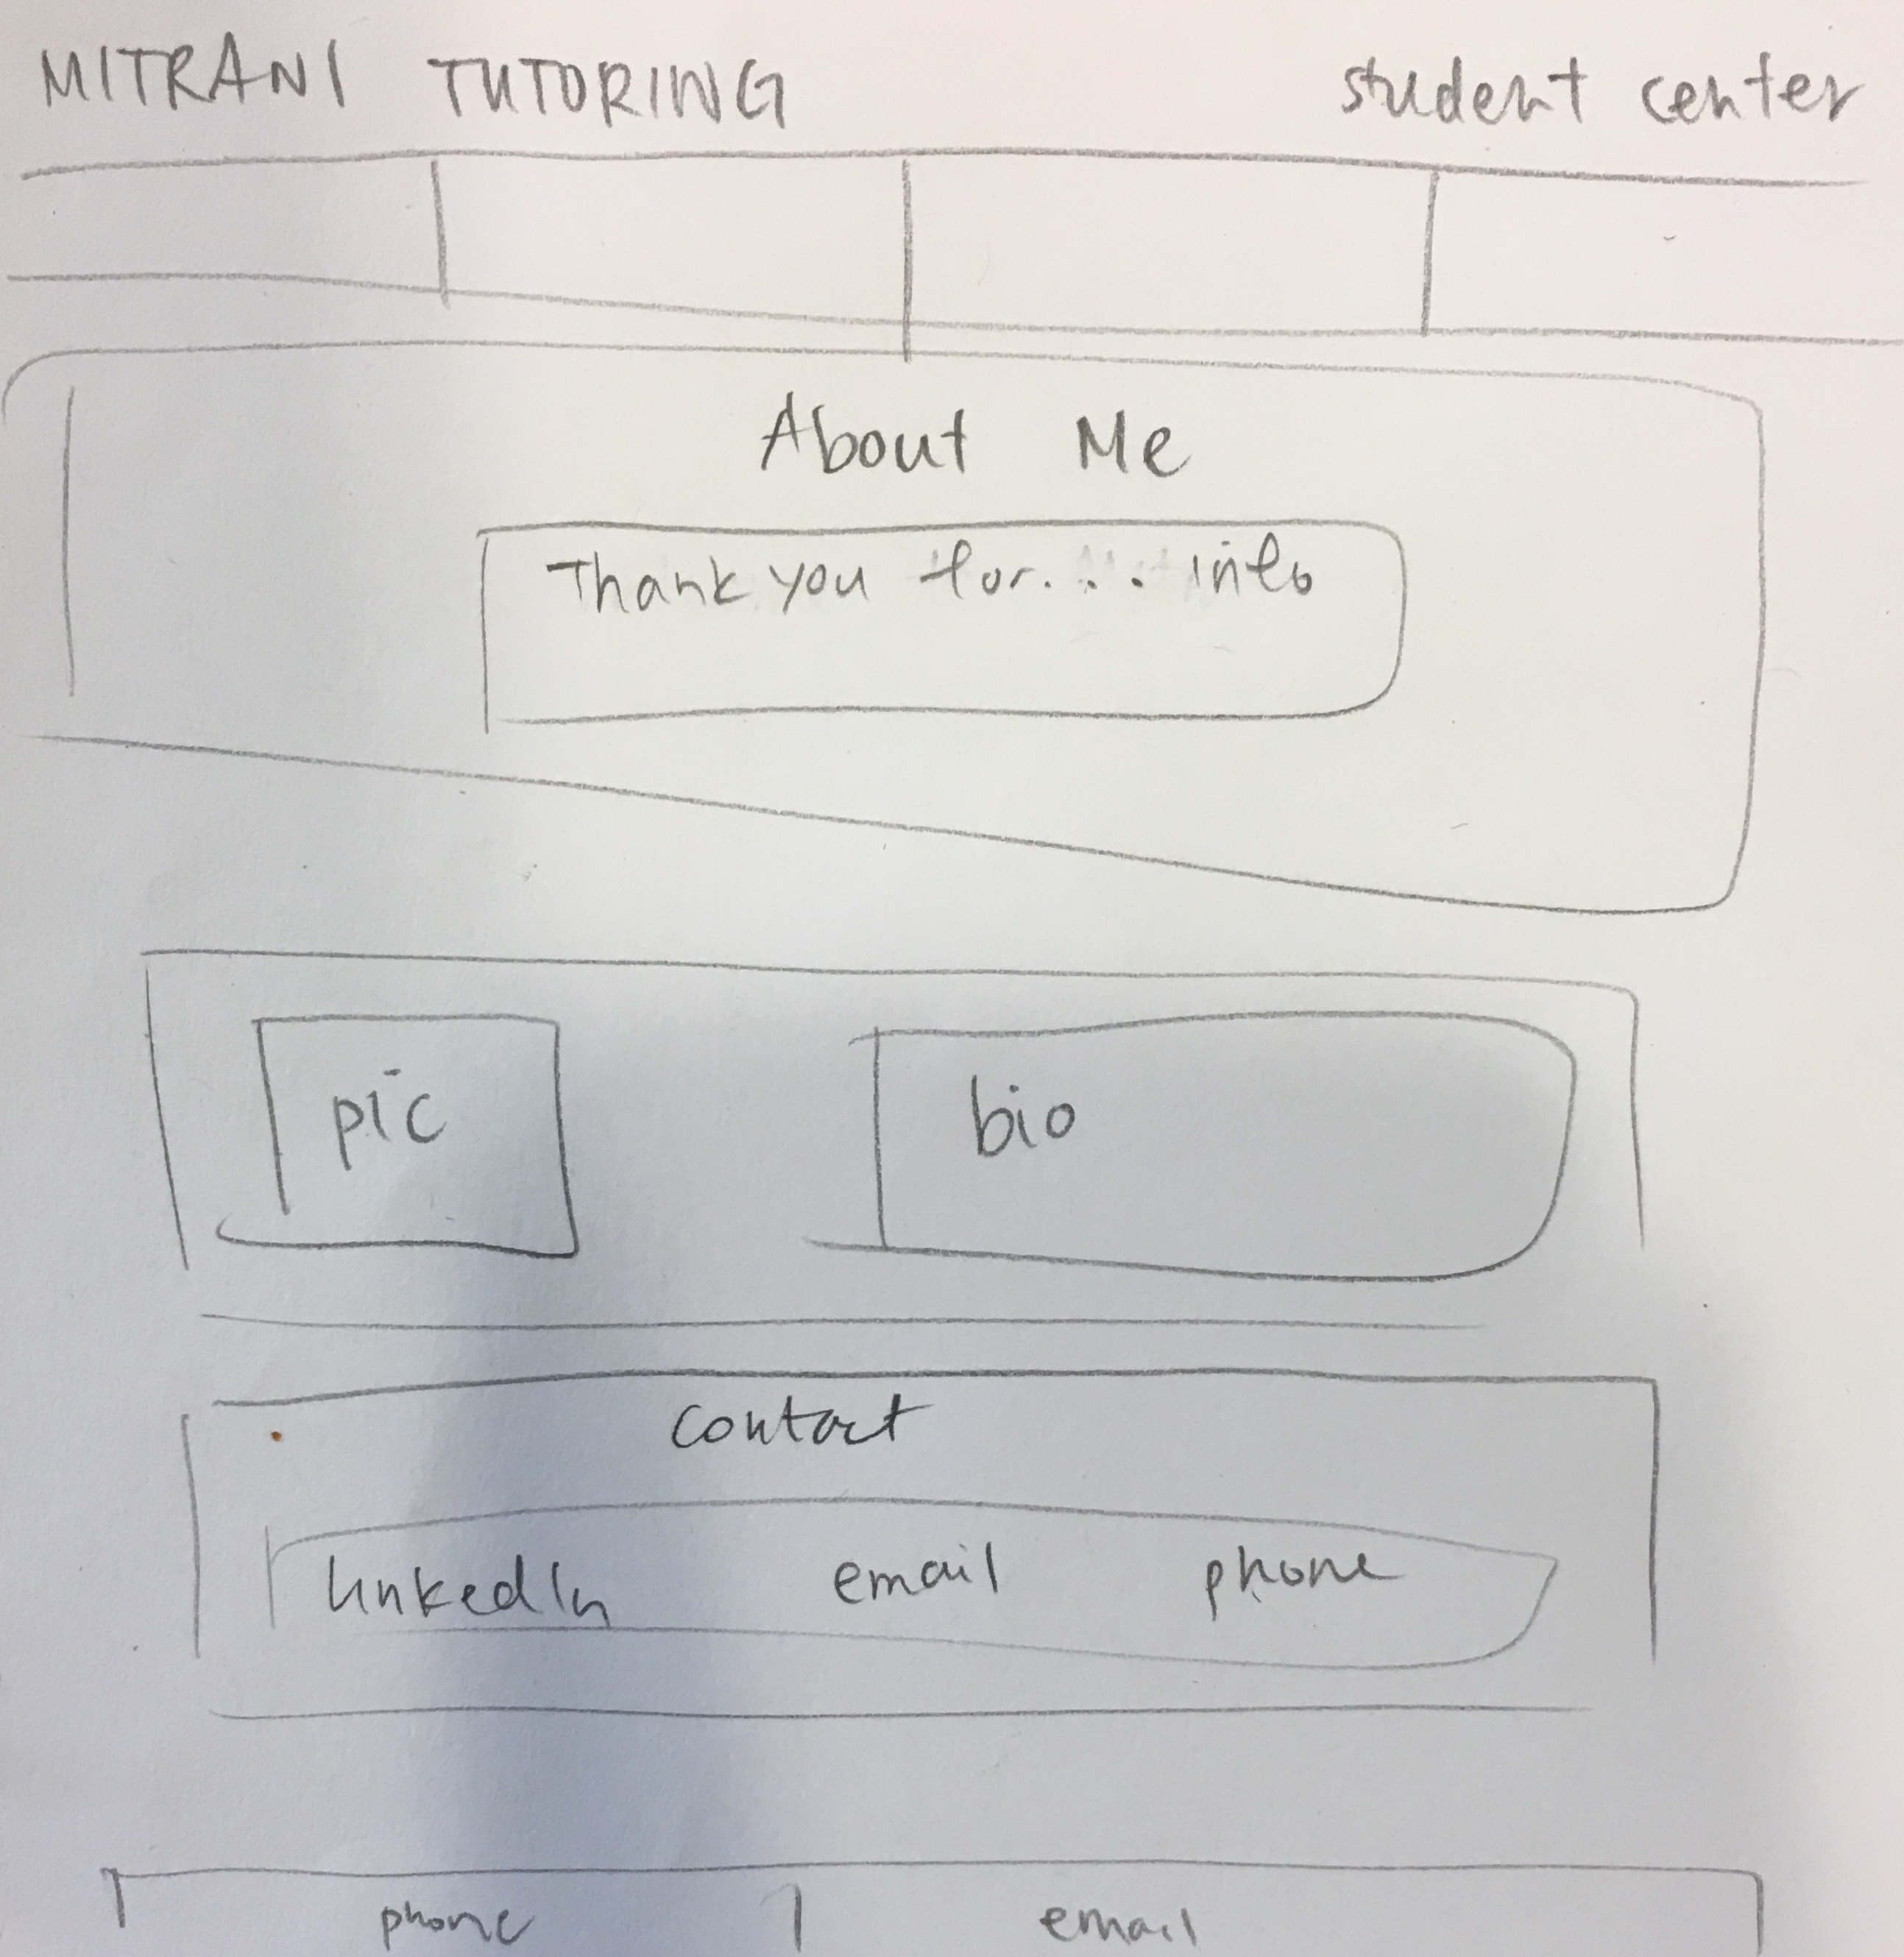 MITRANI TUTORING student center
About Me
Thank you for... info
pic bio
contact
linkedIn email phone
phone email